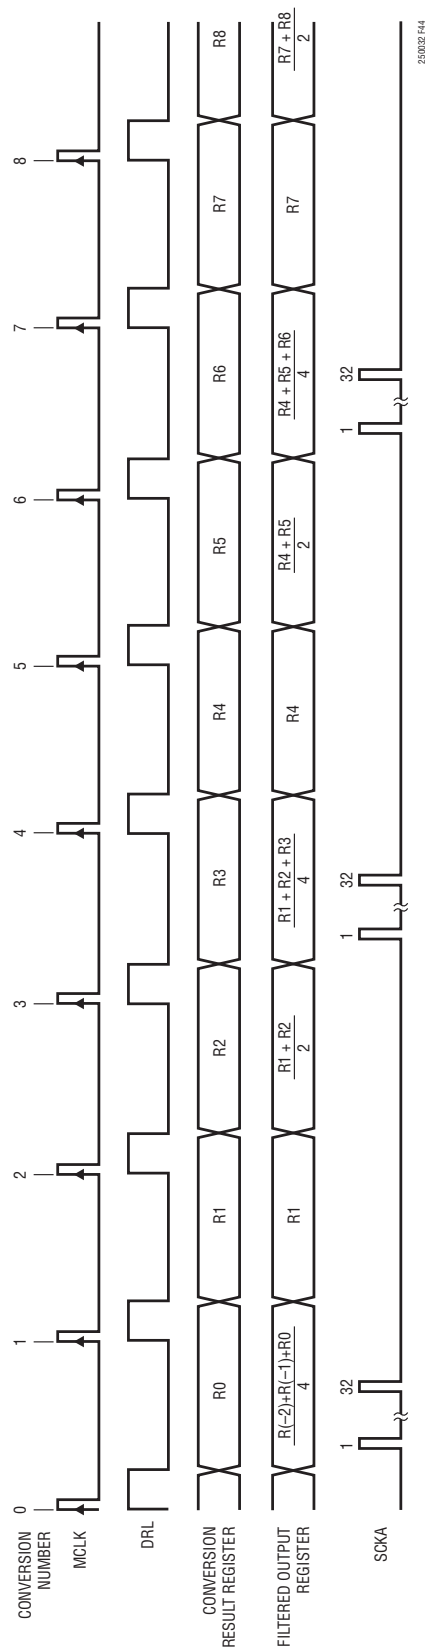 CONVERSION
NUMBER
0 1 2 3 4 5 6 7 8
MCLK
DRL
CONVERSION
RESULT REGISTER
R0 R1 R2 R3 R4 R5 R6 R7 R8
FILTERED OUTPUT
REGISTER
R(–2)+R(–1)+R0
4
R1
R1 + R2
2
R1 + R2 + R3
4
R4
R4 + R5
2
R4 + R5 + R6
4
R7
R7 + R8
2
SCKA
1 32 1 32 1 32
250032 F44